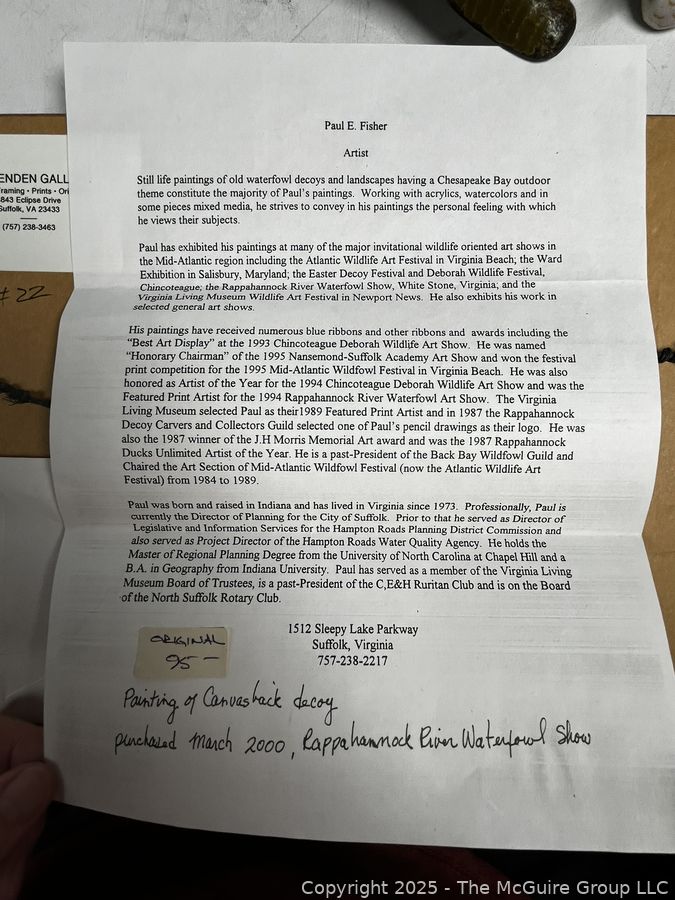 Paul E. Fisher
Artist
Still life paintings of old waterfowl decoys and landscapes having a Chesapeake Bay outdoor
theme constitute the majority of Paul's paintings. Working with acrylics, watercolors and in
some pieces mixed media, he strives to convey in his paintings the personal feeling with which
he views their subjects.
Paul has exhibited his paintings at many of the major invitational wildlife oriented art shows in
the Mid-Atlantic region including the Atlantic Wildlife Art Festival in Virginia Beach; the Ward
Exhibition in Salisbury, Maryland; the Easter Decoy Festival and Deborah Wildlife Festival,
Chincoteague; the Rappahannock River Waterfowl Show, White Stone, Virginia; and the
Virginia Living Museum Wildlife Art Festival in Newport News. He also exhibits his work in
selected general art shows.
His paintings have received numerous blue ribbons and other ribbons and awards including the
"Best Art Display" at the 1993 Chincoteague Deborah Wildlife Art Show. He was named
"Honorary Chairman" of the 1995 Nansemond-Suffolk Academy Art Show and won the festival
print competition for the 1995 Mid-Atlantic Wildfowl Festival in Virginia Beach. He was also
honored as Artist of the Year for the 1994 Chincoteague Deborah Wildlife Art Show and was the
Featured Print Artist for the 1994 Rappahannock River Waterfowl Art Show. The Virginia
Living Museum selected Paul as their1989 Featured Print Artist and in 1987 the Rappahannock
Decoy Carvers and Collectors Guild selected one of Paul's pencil drawings as their logo. He was
also the 1987 winner of the J.H Morris Memorial Art award and was the 1987 Rappahannock
Ducks Unlimited Artist of the Year. He is a past-President of the Back Bay Wildfowl Guild and
Chaired the Art Section of Mid-Atlantic Wildfowl Festival (now the Atlantic Wildlife Art
Festival) from 1984 to 1989.
Paul was born and raised in Indiana and has lived in Virginia since 1973. Professionally, Paul is
currently the Director of Planning for the City of Suffolk. Prior to that he served as Director of
Legislative and Information Services for the Hampton Roads Planning District Commission and
also served as Project Director of the Hampton Roads Water Quality Agency. He holds the
Master of Regional Planning Degree from the University of North Carolina at Chapel Hill and a
B.A. in Geography from Indiana University. Paul has served as a member of the Virginia Living
Museum Board of Trustees, is a past-President of the C,E&H Ruritan Club and is on the Board
of the North Suffolk Rotary Club.
1512 Sleepy Lake Parkway
Suffolk, Virginia
757-238-2217
ORIGINAL
95 —
Painting of Canvasback decoy
purchased March 2000, Rappahannock River Waterfowl Show
ENDEN GALL
raming • Prints • Ori
843 Eclipse Drive
Suffolk, VA 23433
(757) 238-3463
#22
Copyright 2025 - The McGuire Group LLC